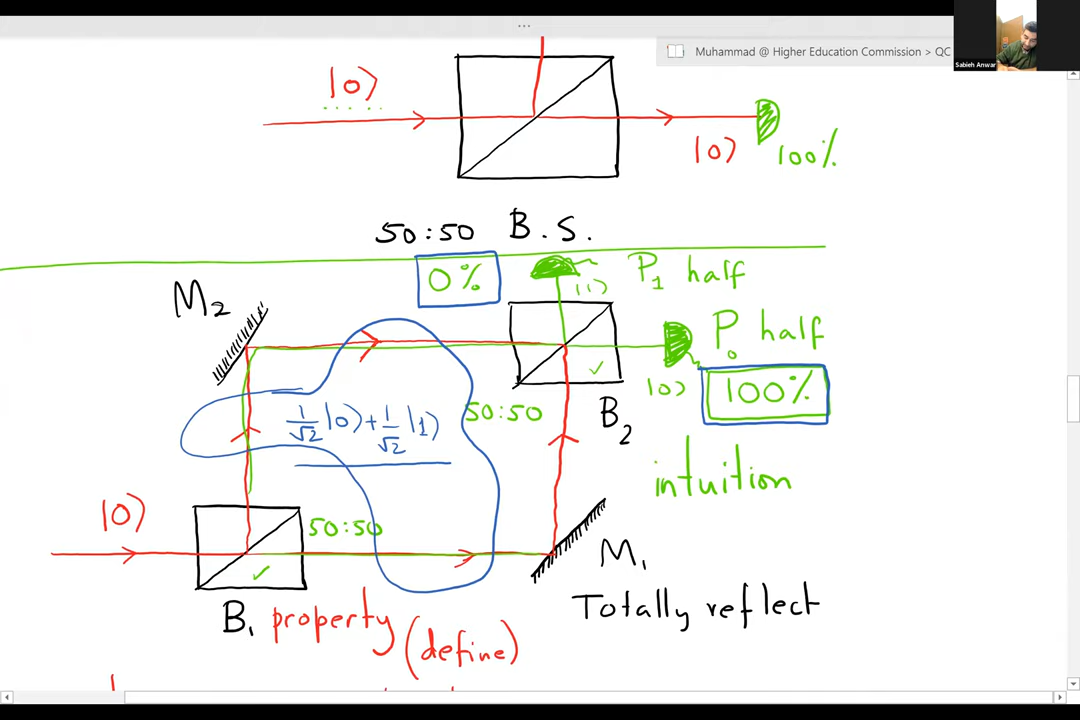 Muhammad @ Higher Education Commission > QC
Sabieh Anwar
|0⟩
|0⟩
100%
50:50 B.S.
M₂
0%
|1⟩
P₁ half
P₀ half
|0⟩
100%
1/√2 |0⟩ + 1/√2 |1⟩
50:50
B₂
intuition
|0⟩
50:50
M₁
Totally reflect
B₁ property
(define)